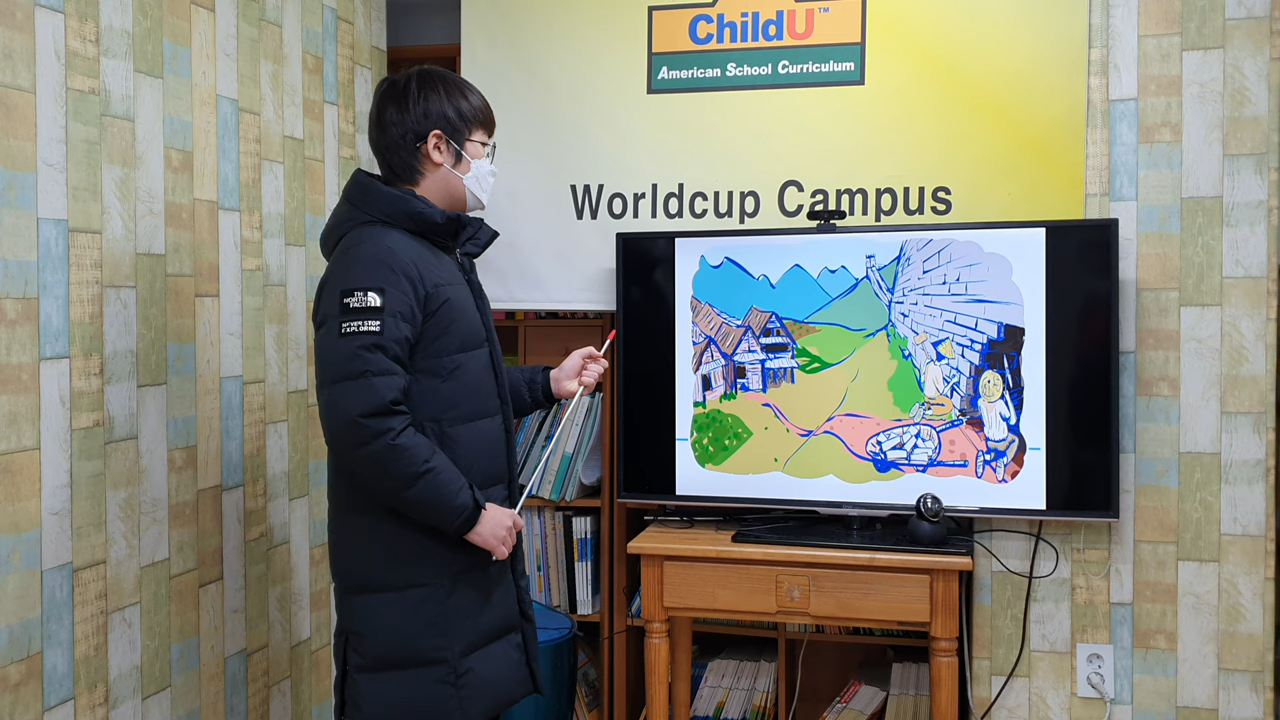 ChildU™
American School Curriculum
Worldcup Campus
THE
NORTH
FACE
NEVER STOP
EXPLORING